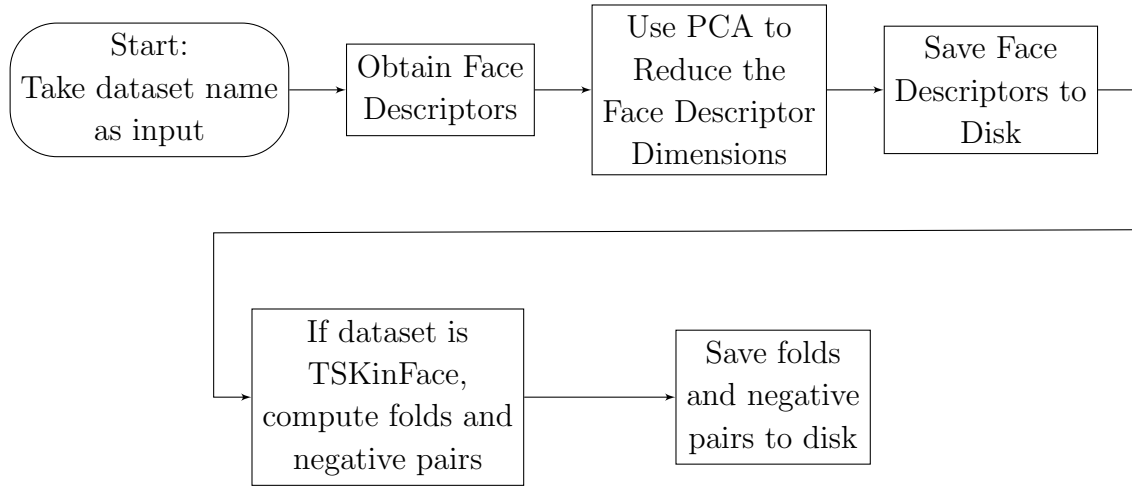 Start:
Take dataset name
as input
Obtain Face
Descriptors
Use PCA to
Reduce the
Face Descriptor
Dimensions
Save Face
Descriptors to
Disk
If dataset is
TSKinFace,
compute folds and
negative pairs
Save folds
and negative
pairs to disk